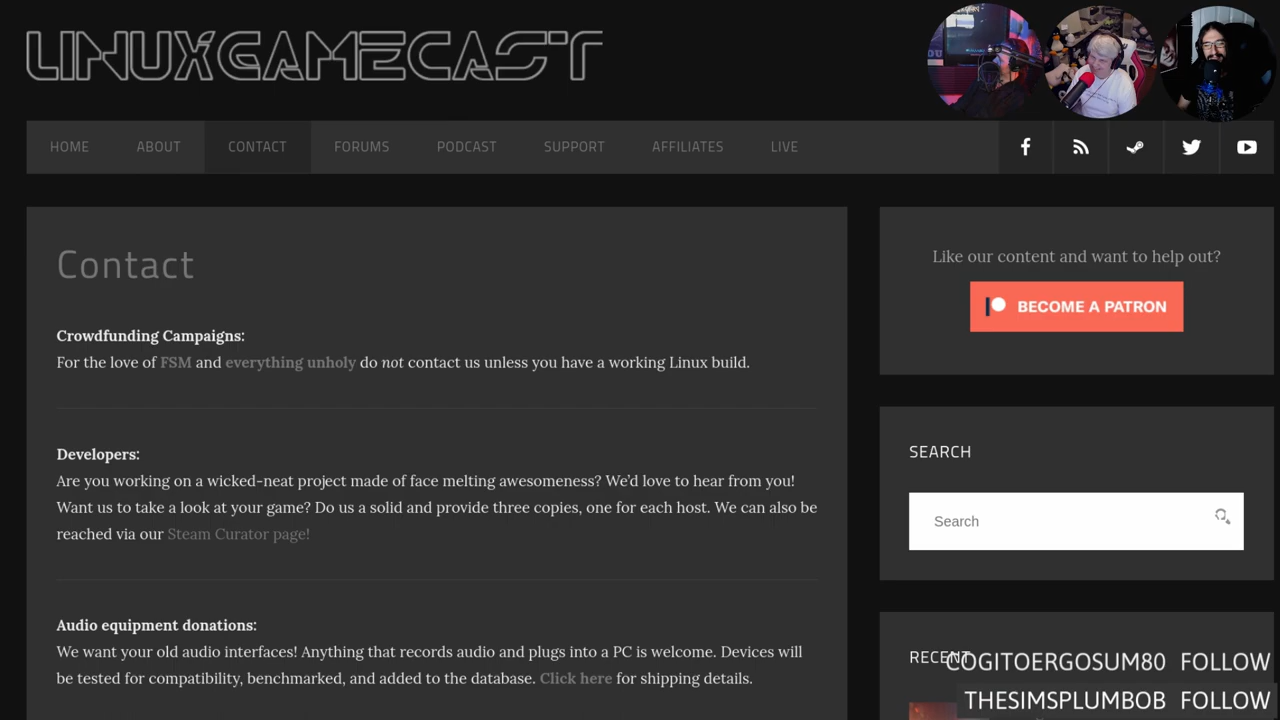 LINUXGAMECAST
HOME ABOUT CONTACT FORUMS PODCAST SUPPORT AFFILIATES LIVE
Contact
Crowdfunding Campaigns:
For the love of FSM and everything unholy do not contact us unless you have a working Linux build.
Developers:
Are you working on a wicked-neat project made of face melting awesomeness? We’d love to hear from you!
Want us to take a look at your game? Do us a solid and provide three copies, one for each host. We can also be
reached via our Steam Curator page!
Audio equipment donations:
We want your old audio interfaces! Anything that records audio and plugs into a PC is welcome. Devices will
be tested for compatibility, benchmarked, and added to the database. Click here for shipping details.
Like our content and want to help out?
BECOME A PATRON
SEARCH
Search
RECENT
COGITOERGOSUM80 FOLLOW
THESIMSPLUMBOB FOLLOW